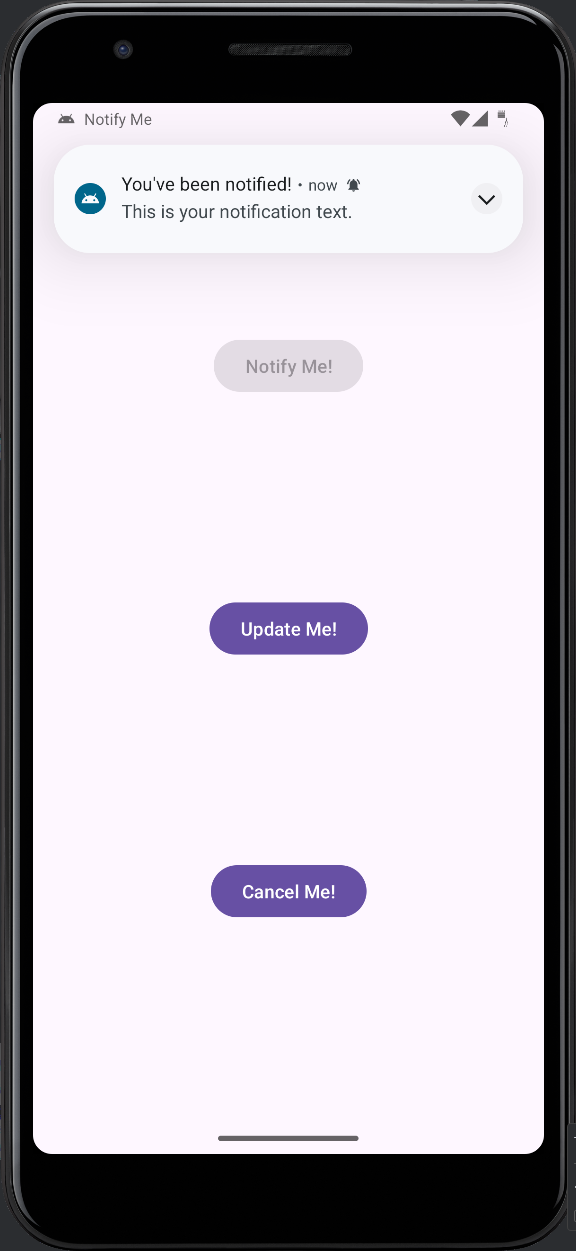 Notify Me
You've been notified! • now
This is your notification text.
Notify Me!
Update Me!
Cancel Me!